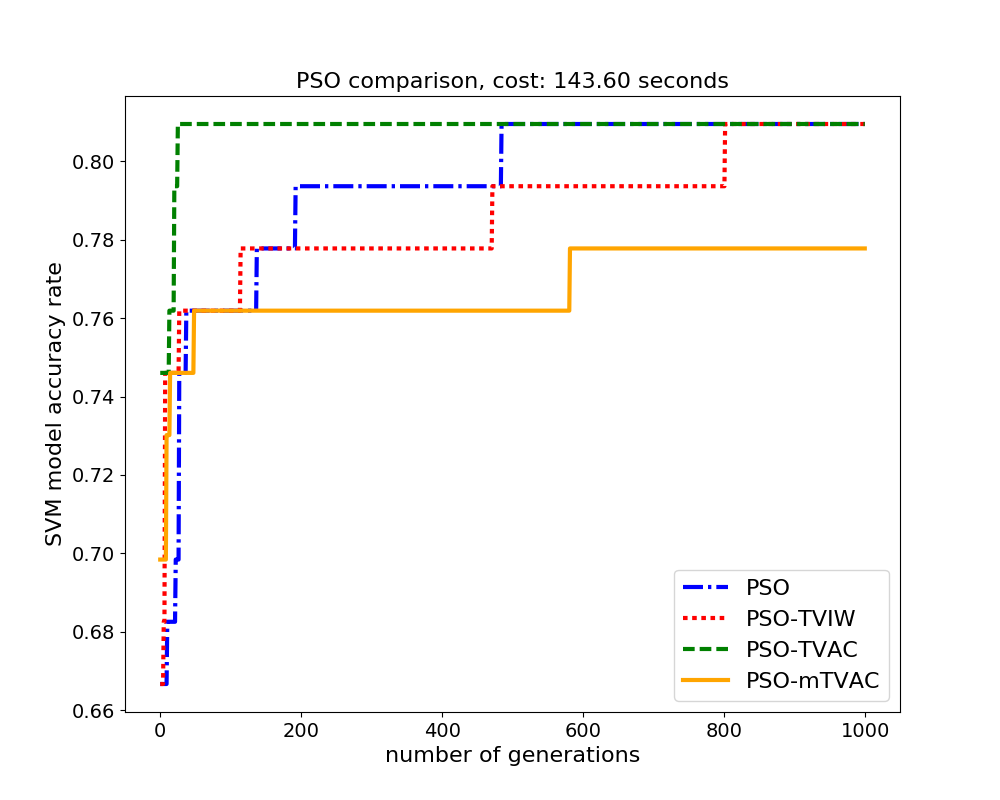 PSO comparison, cost: 143.60 seconds
SVM model accuracy rate
0.80
0.78
0.76
0.74
0.72
0.70
0.68
0.66
0 200 400 600 800 1000
number of generations
PSO
PSO-TVIW
PSO-TVAC
PSO-mTVAC